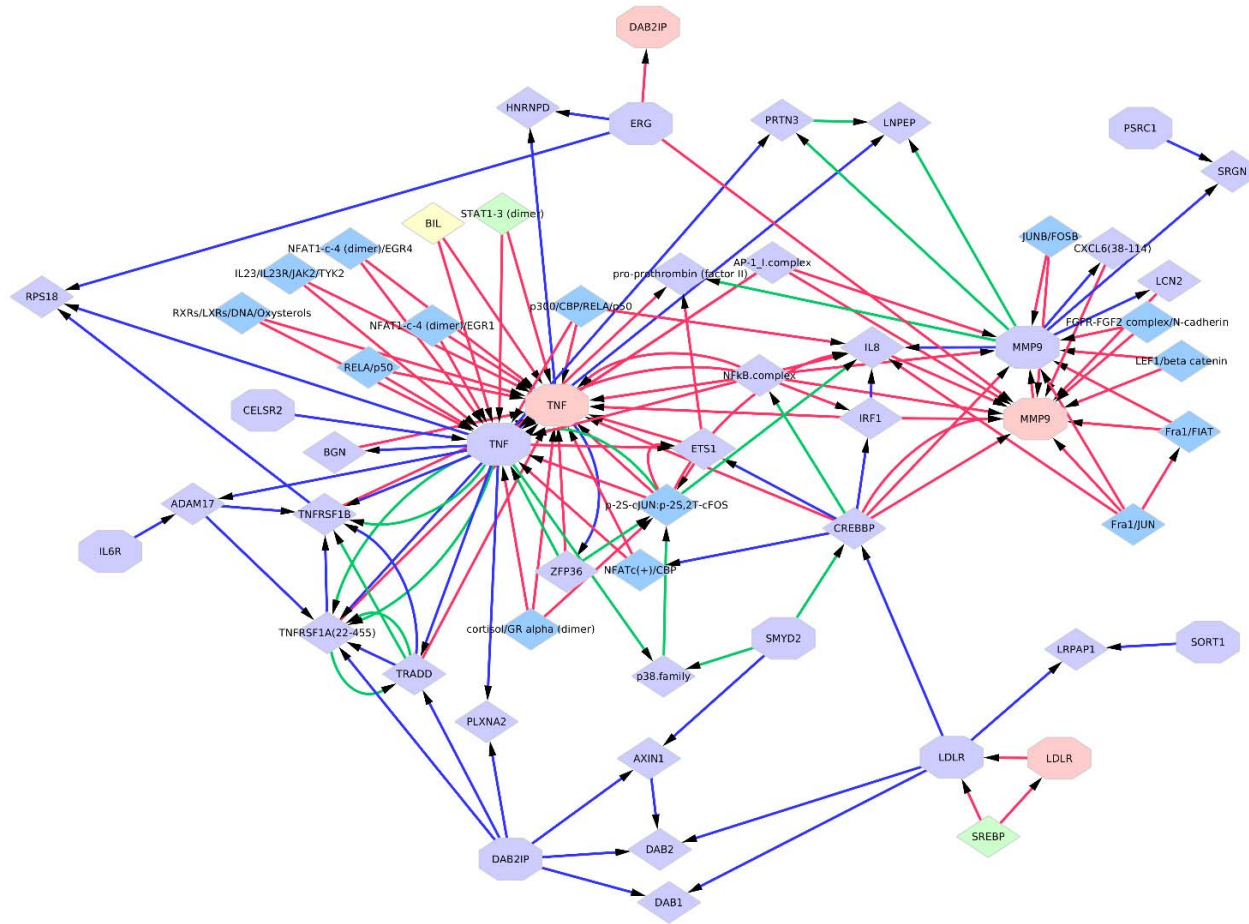 DAB2IP
HNRNPD
ERG
PRTN3
LNPEP
PSRC1
SRGN
STAT1-3 (dimer)
BIL
NFAT1-c-4 (dimer)/EGR4
JUNB/FOSB
CXCL6(38-114)
IL23/IL23R/JAK2/TYK2
AP-1_I.complex
pro-prothrombin (factor II)
LCN2
RPS18
RXRs/LXRs/DNA/Oxysterols
p300/CBP/RELA/p50
NFAT1-c-4 (dimer)/EGR1
FGFR-FGF2 complex/N-cadherin
IL8
MMP9
LEF1/beta catenin
RELA/p50
NFkB.complex
TNF
CELSR2
IRF1
MMP9
Fra1/FIAT
TNF
BGN
ETS1
ADAM17
TNFRSF1B
p-2S-cJUN:p-2S,2T-cFOS
CREBBP
Fra1/JUN
IL6R
ZFP36
NFATc(+)/CBP
TNFRSF1A(22-455)
cortisol/GR alpha (dimer)
SMYD2
LRPAP1
SORT1
TRADD
p38.family
PLXNA2
AXIN1
LDLR
LDLR
SREBP
DAB2IP
DAB2
DAB1